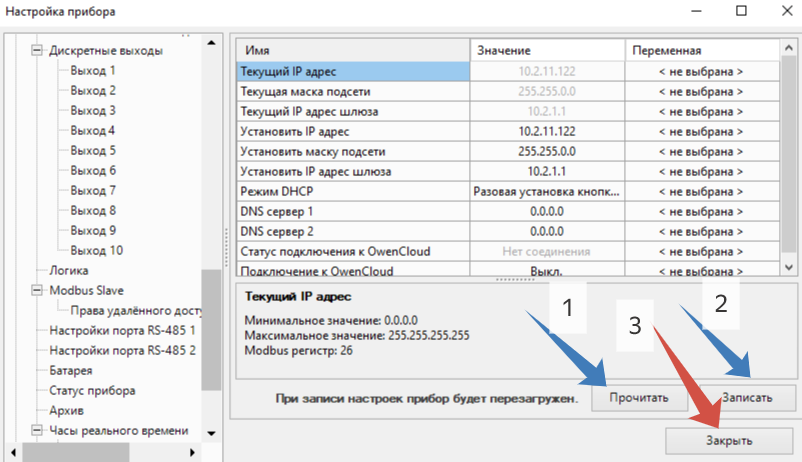 Настройка прибора
Дискретные выходы
Выход 1
Выход 2
Выход 3
Выход 4
Выход 5
Выход 6
Выход 7
Выход 8
Выход 9
Выход 10
Логика
Modbus Slave
Права удалённого дост
Настройки порта RS-485 1
Настройки порта RS-485 2
Батарея
Статус прибора
Архив
Часы реального времени
Имя Значение Переменная
Текущий IP адрес 10.2.11.122 < не выбрана >
Текущая маска подсети 255.255.0.0 < не выбрана >
Текущий IP адрес шлюза 10.2.1.1 < не выбрана >
Установить IP адрес 10.2.11.122 < не выбрана >
Установить маску подсети 255.255.0.0 < не выбрана >
Установить IP адрес шлюза 10.2.1.1 < не выбрана >
Режим DHCP Разовая установка кнопк... < не выбрана >
DNS сервер 1 0.0.0.0 < не выбрана >
DNS сервер 2 0.0.0.0 < не выбрана >
Статус подключения к OwenCloud Нет соединения < не выбрана >
Подключение к OwenCloud Выкл. < не выбрана >
Текущий IP адрес
Минимальное значение: 0.0.0.0
Максимальное значение: 255.255.255.255
Modbus регистр: 26
1
2
3
При записи настроек прибор будет перезагружен. Прочитать Записать
Закрыть